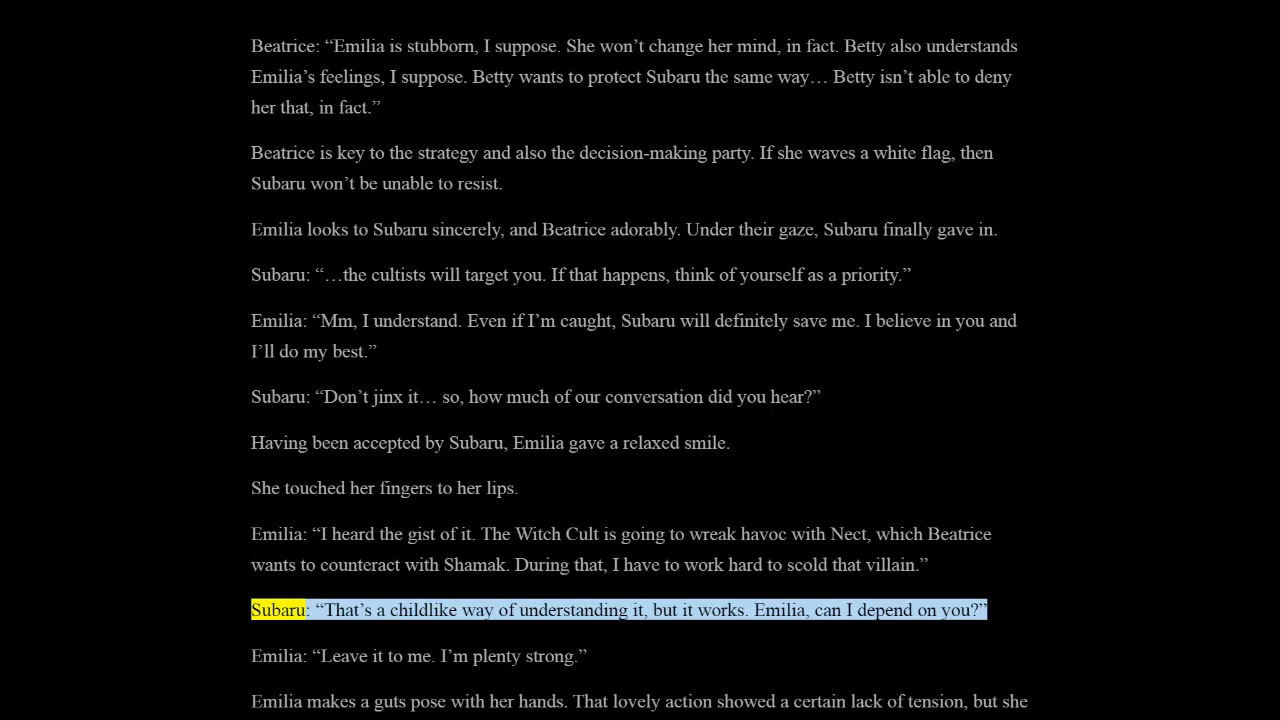 Beatrice: “Emilia is stubborn, I suppose. She won’t change her mind, in fact. Betty also understands
Emilia’s feelings, I suppose. Betty wants to protect Subaru the same way… Betty isn’t able to deny
her that, in fact.”
Beatrice is key to the strategy and also the decision-making party. If she waves a white flag, then
Subaru won’t be unable to resist.
Emilia looks to Subaru sincerely, and Beatrice adorably. Under their gaze, Subaru finally gave in.
Subaru: “…the cultists will target you. If that happens, think of yourself as a priority.”
Emilia: “Mm, I understand. Even if I’m caught, Subaru will definitely save me. I believe in you and
I’ll do my best.”
Subaru: “Don’t jinx it… so, how much of our conversation did you hear?”
Having been accepted by Subaru, Emilia gave a relaxed smile.
She touched her fingers to her lips.
Emilia: “I heard the gist of it. The Witch Cult is going to wreak havoc with Nect, which Beatrice
wants to counteract with Shamak. During that, I have to work hard to scold that villain.”
Subaru: “That’s a childlike way of understanding it, but it works. Emilia, can I depend on you?”
Emilia: “Leave it to me. I’m plenty strong.”
Emilia makes a guts pose with her hands. That lovely action showed a certain lack of tension, but she